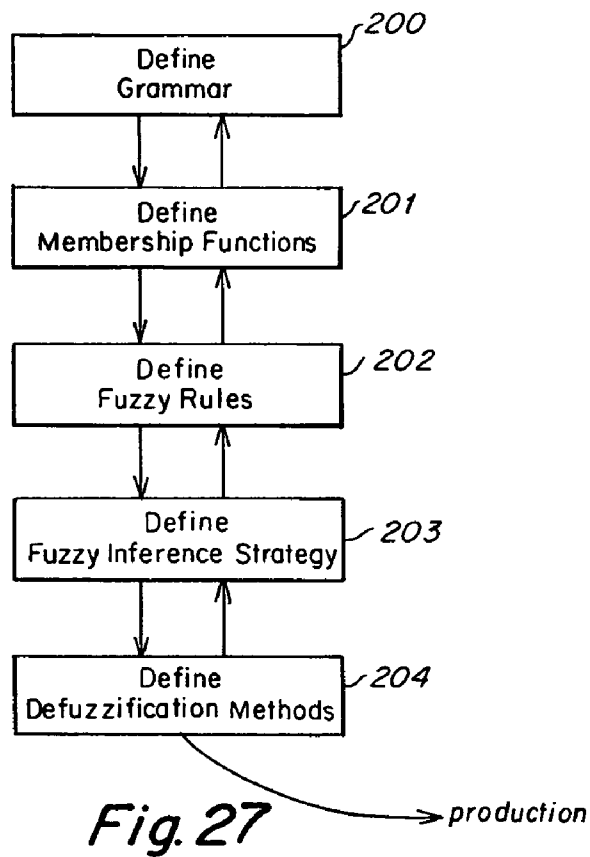 200
Define
Grammar
201
Define
Membership Functions
202
Define
Fuzzy Rules
203
Define
Fuzzy Inference Strategy
204
Define
Defuzzification Methods
production
Fig. 27